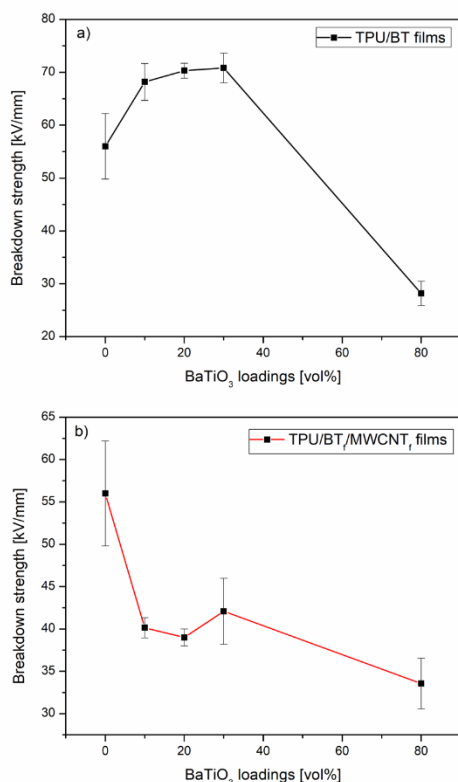 a)
TPU/BT films
80
70
60
50
40
30
20
Breakdown strength [kV/mm]
0 20 40 60 80
BaTiO₃ loadings [vol%]
b)
TPU/BTf/MWCNTf films
65
60
55
50
45
40
35
30
Breakdown strength [kV/mm]
0 20 40 60 80
BaTiO₃ loadings [vol%]